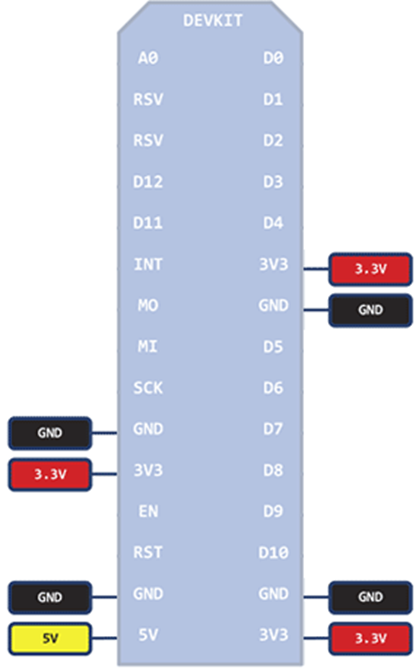 DEVKIT
A0 D0
RSV D1
RSV D2
D12 D3
D11 D4
INT 3V3 3.3V
MO GND GND
MI D5
SCK D6
GND GND D7
3.3V 3V3 D8
EN D9
RST D10
GND GND GND GND
5V 5V 3V3 3.3V